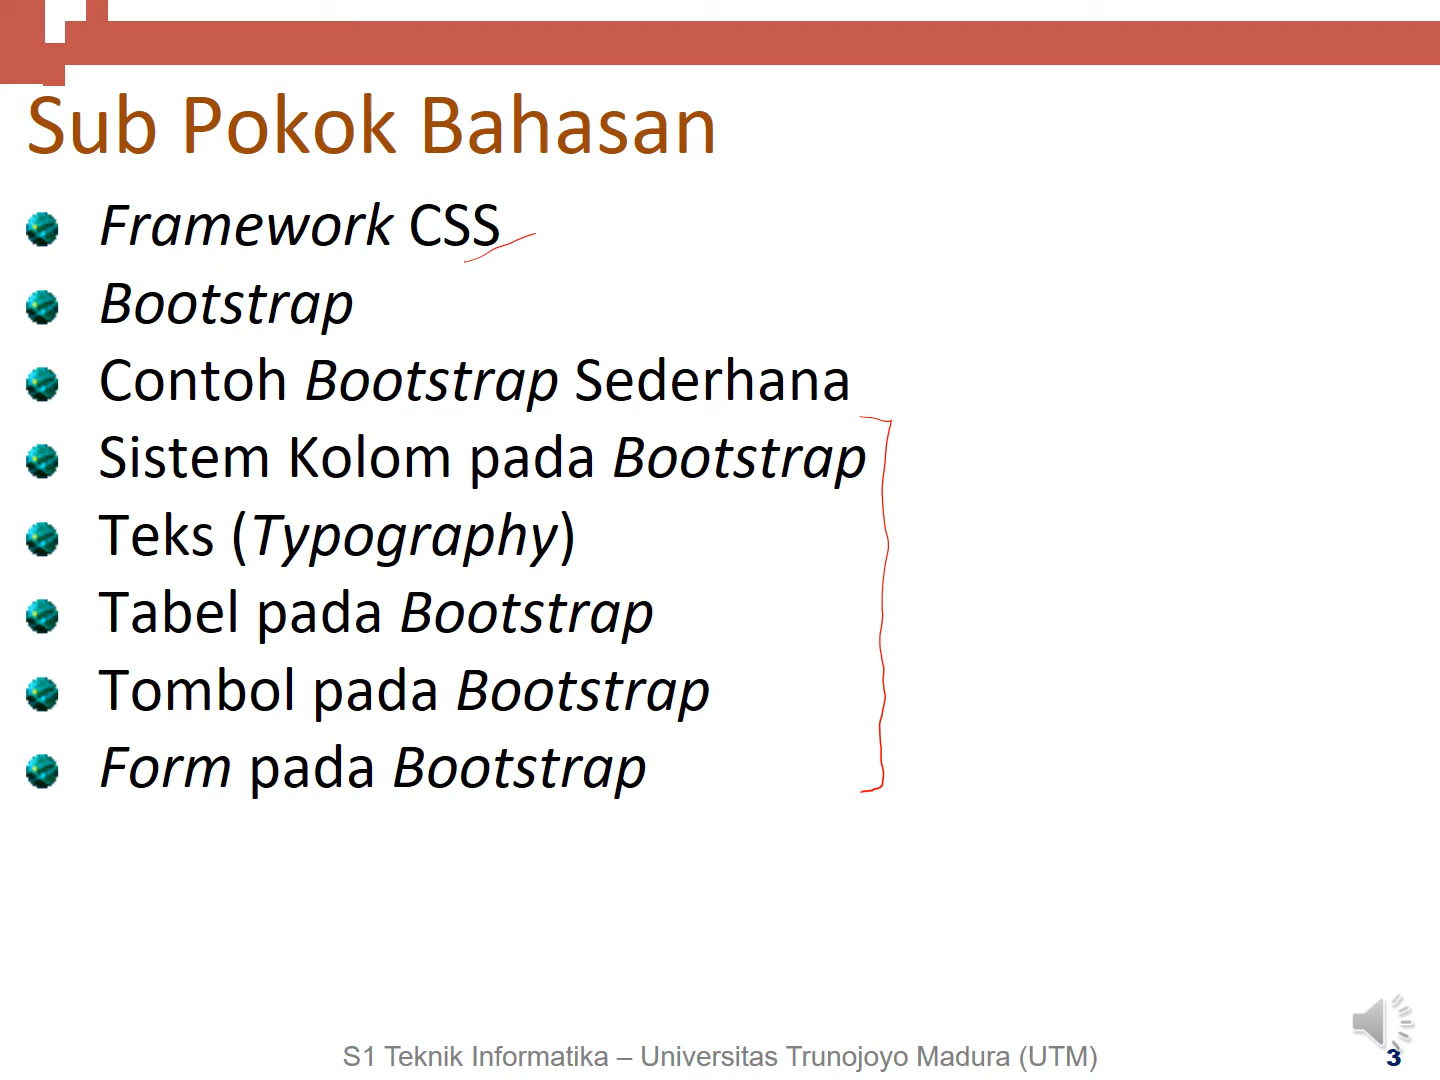 Sub Pokok Bahasan
Framework CSS
Bootstrap
Contoh Bootstrap Sederhana
Sistem Kolom pada Bootstrap
Teks (Typography)
Tabel pada Bootstrap
Tombol pada Bootstrap
Form pada Bootstrap
S1 Teknik Informatika – Universitas Trunojoyo Madura (UTM)
3